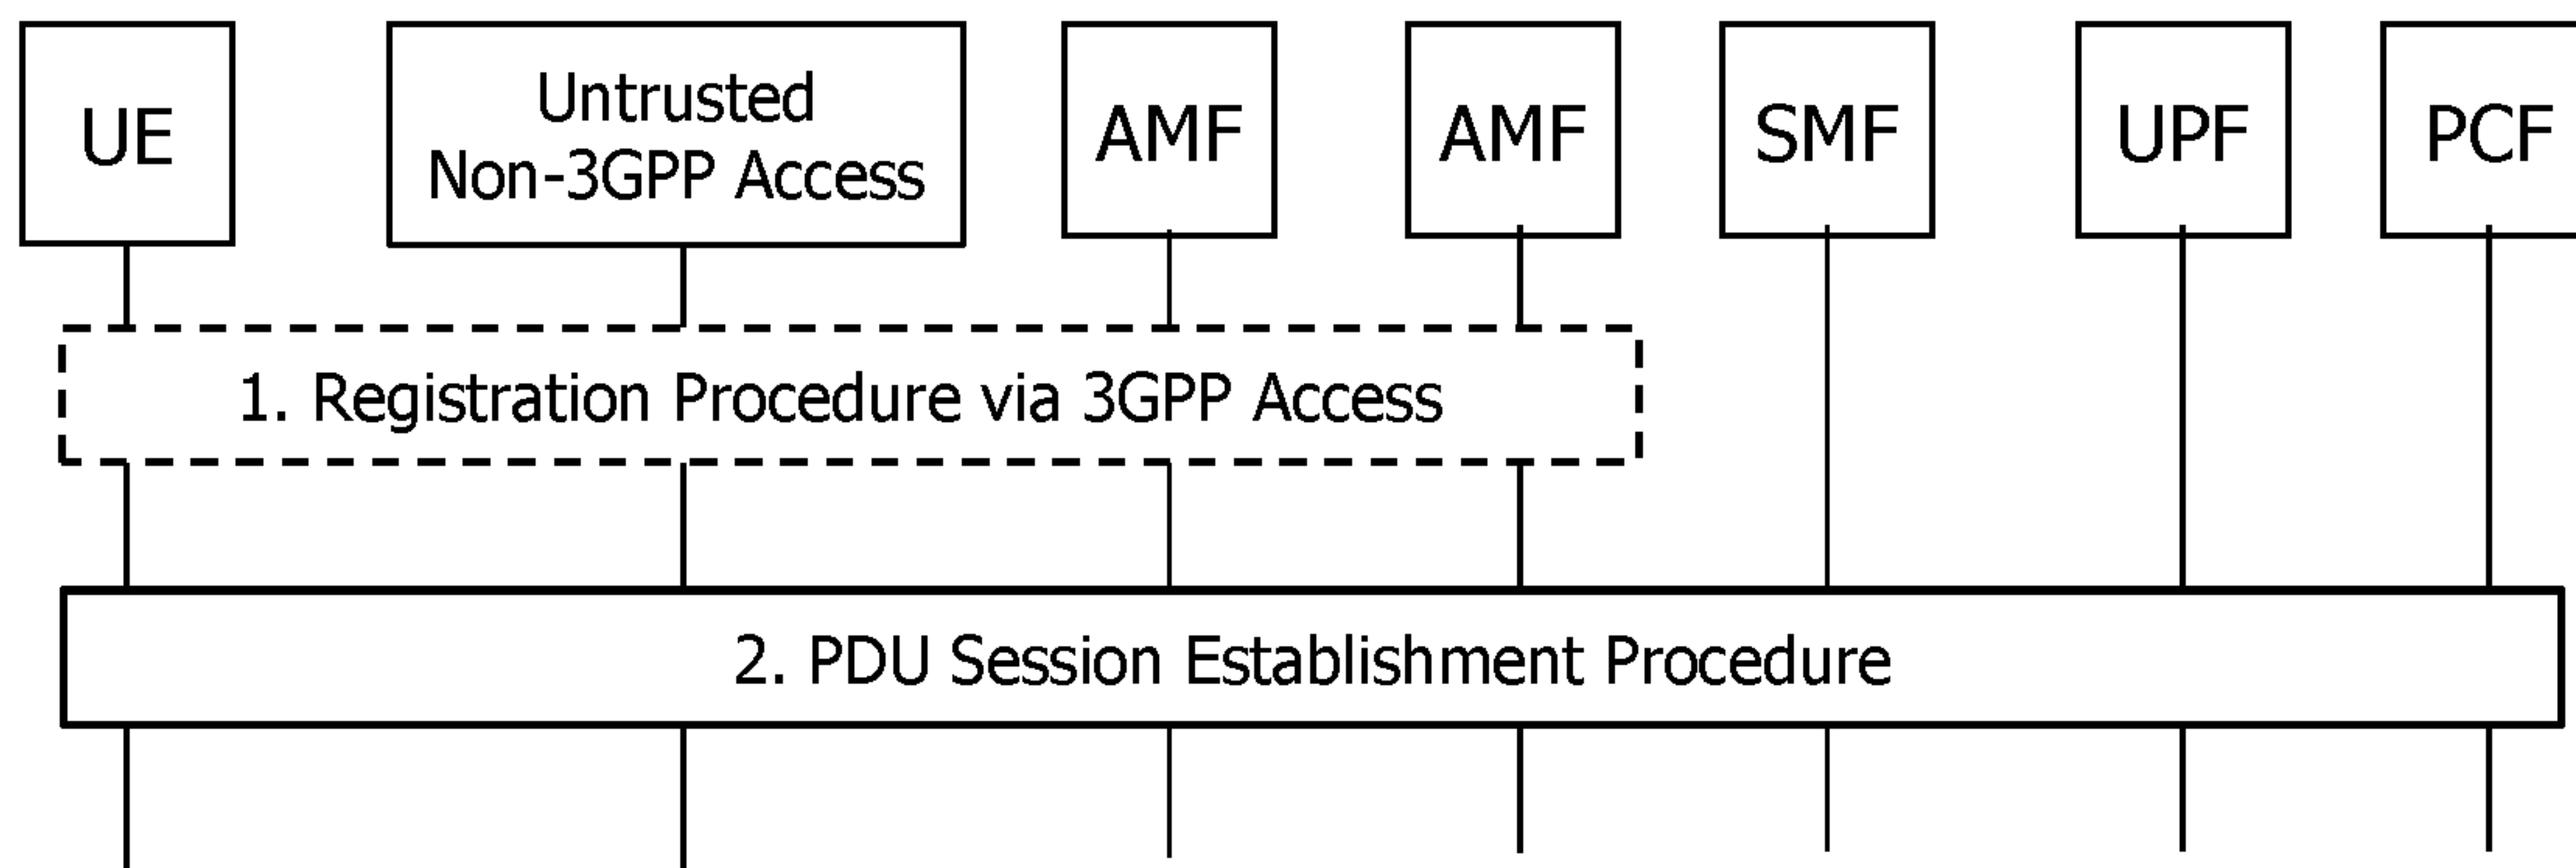 UE
Untrusted
Non-3GPP Access
AMF
AMF
SMF
UPF
PCF
1. Registration Procedure via 3GPP Access
2. PDU Session Establishment Procedure